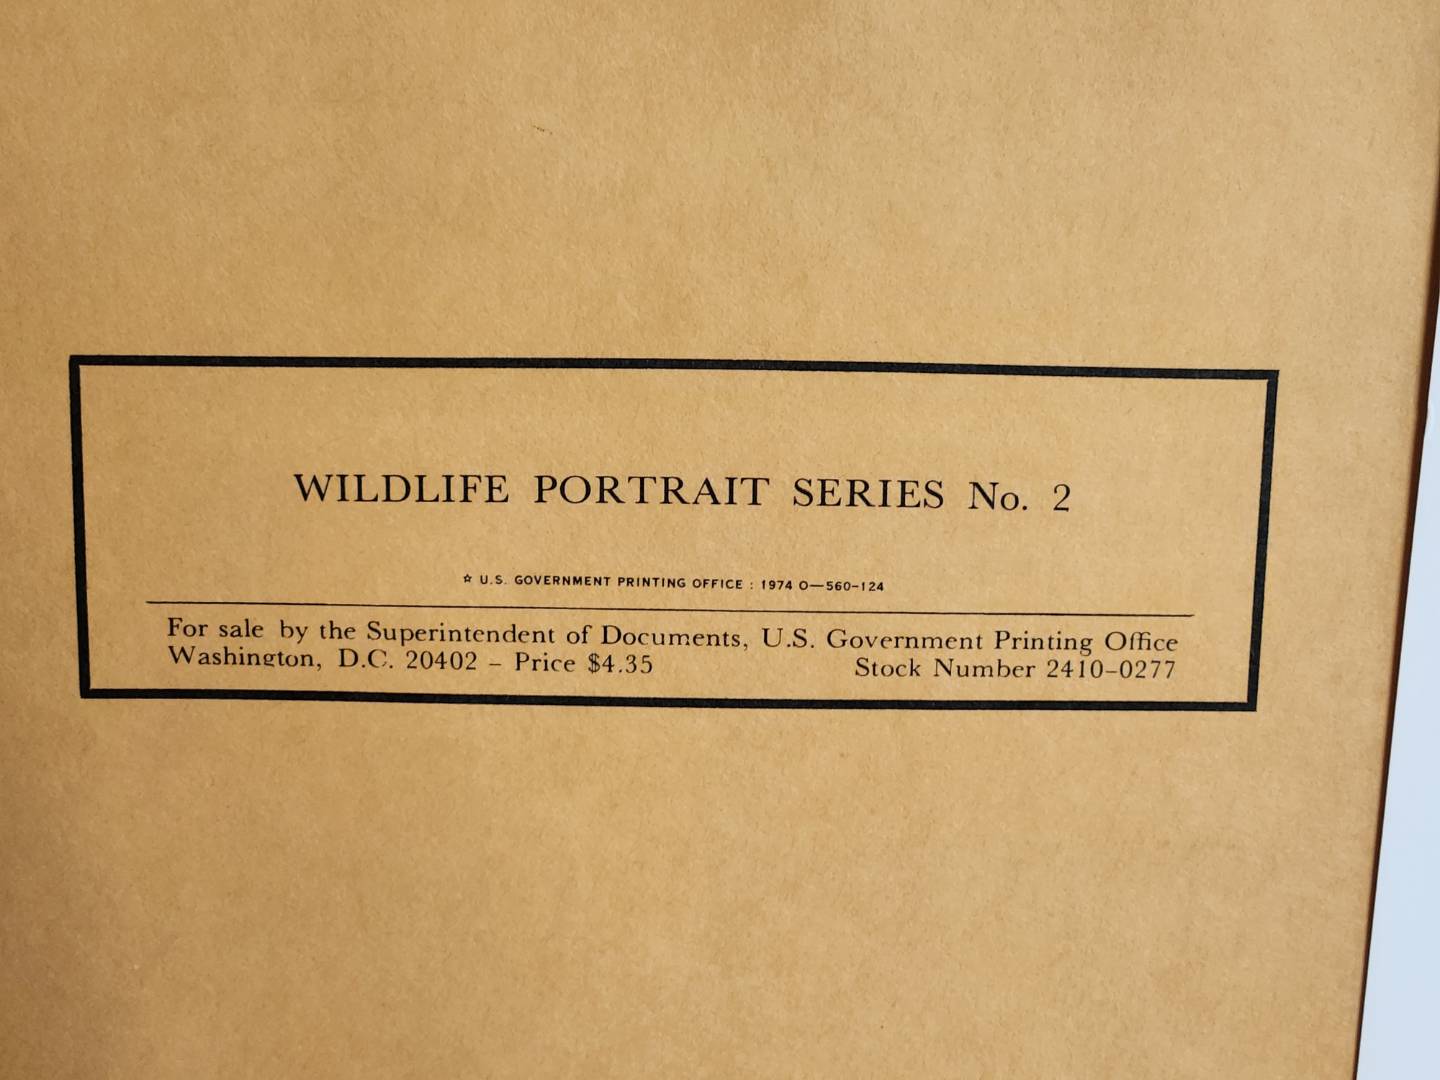 WILDLIFE PORTRAIT SERIES No. 2
☆ U.S. GOVERNMENT PRINTING OFFICE : 1974 O—560-124
For sale by the Superintendent of Documents, U.S. Government Printing Office
Washington, D.C. 20402 – Price $4.35 Stock Number 2410-0277